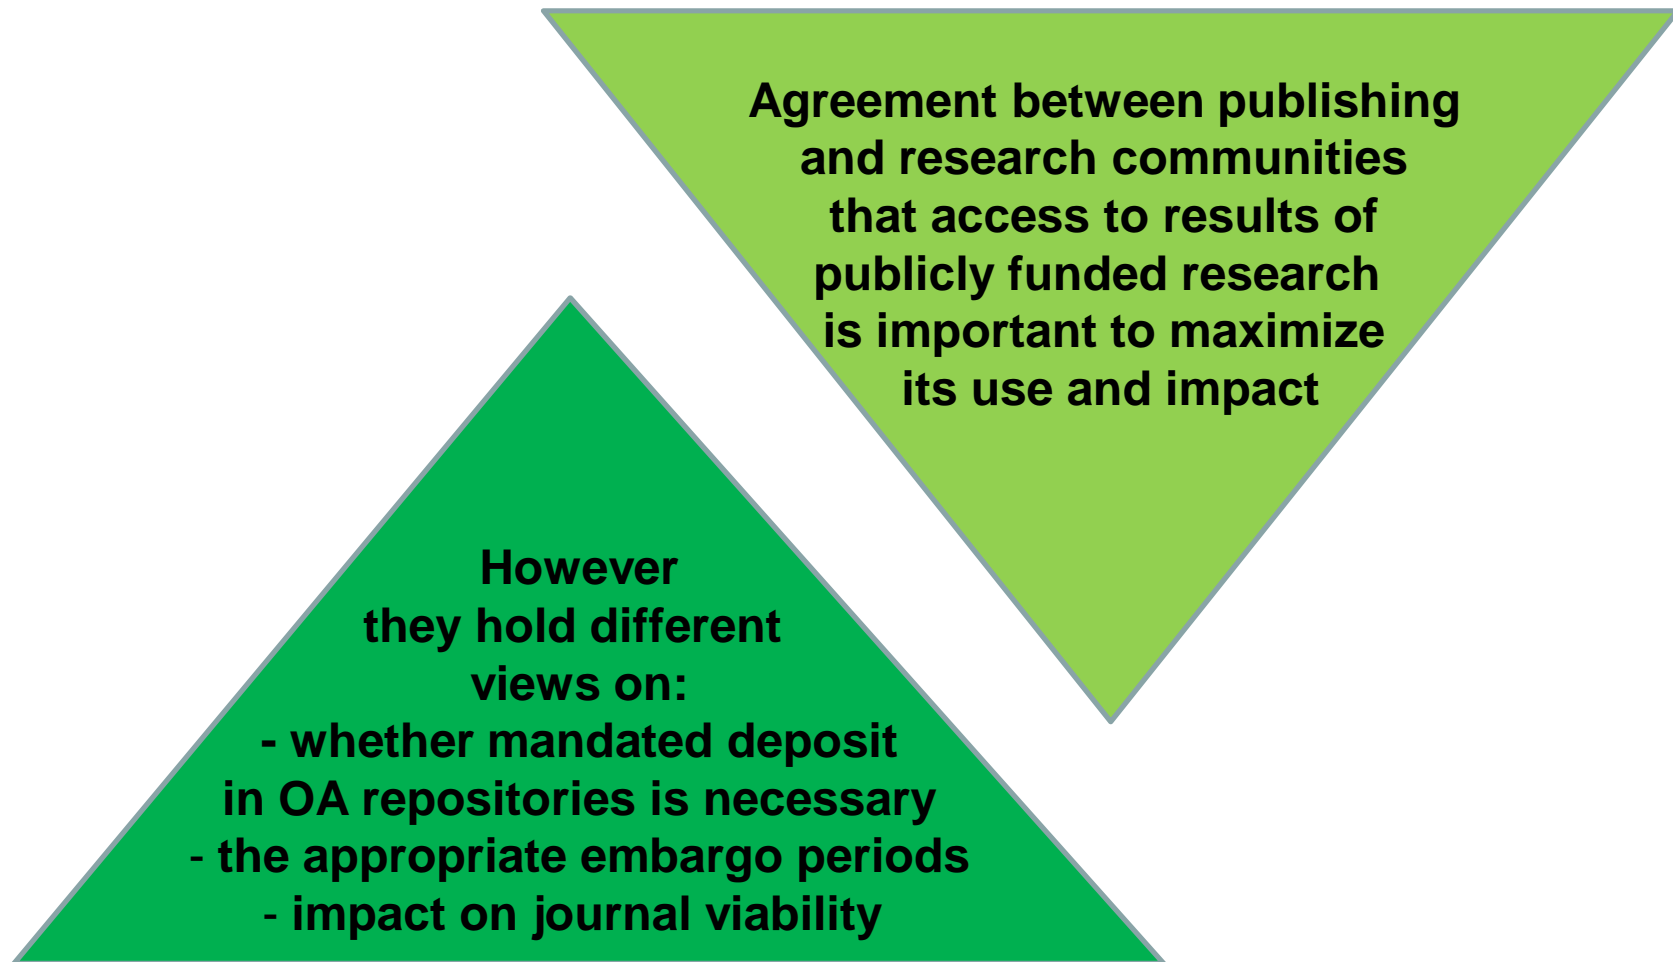 Agreement between publishing
and research communities
that access to results of
publicly funded research
is important to maximize
its use and impact
However
they hold different
views on:
- whether mandated deposit
in OA repositories is necessary
- the appropriate embargo periods
- impact on journal viability